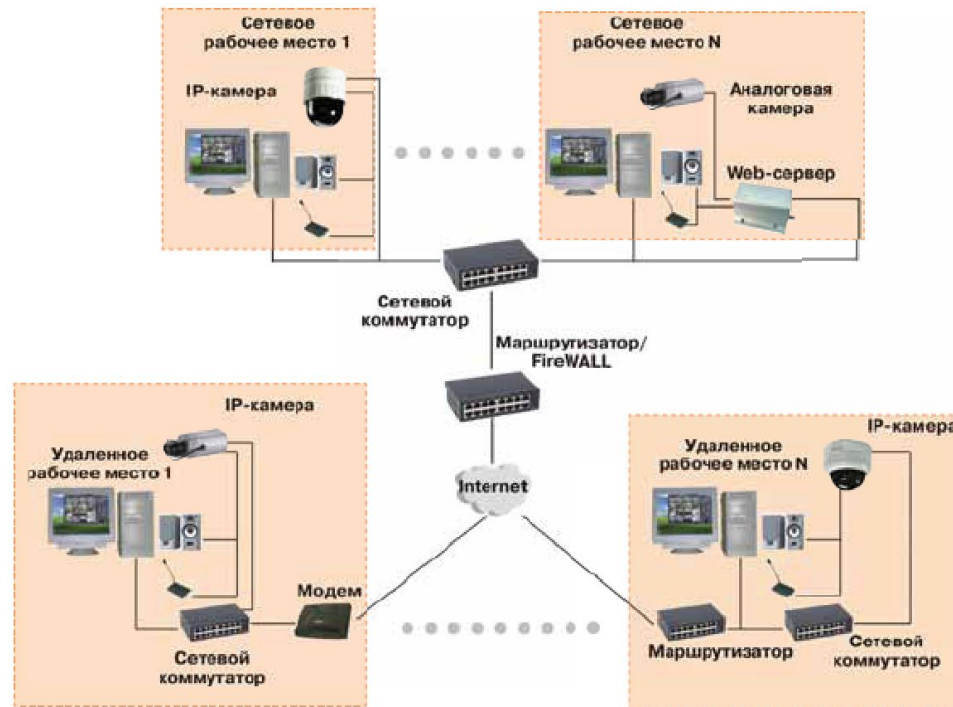 Сетевое
рабочее место 1
IP-камера
Сетевое
рабочее место N
Аналоговая
камера
Web-сервер
Сетевой
коммутатор
Маршрутизатор/
FireWALL
IP-камера
Удаленное
рабочее место 1
Модем
Сетевой
коммутатор
Internet
IP-камера
Удаленное
рабочее место N
Маршрутизатор
Сетевой
коммутатор